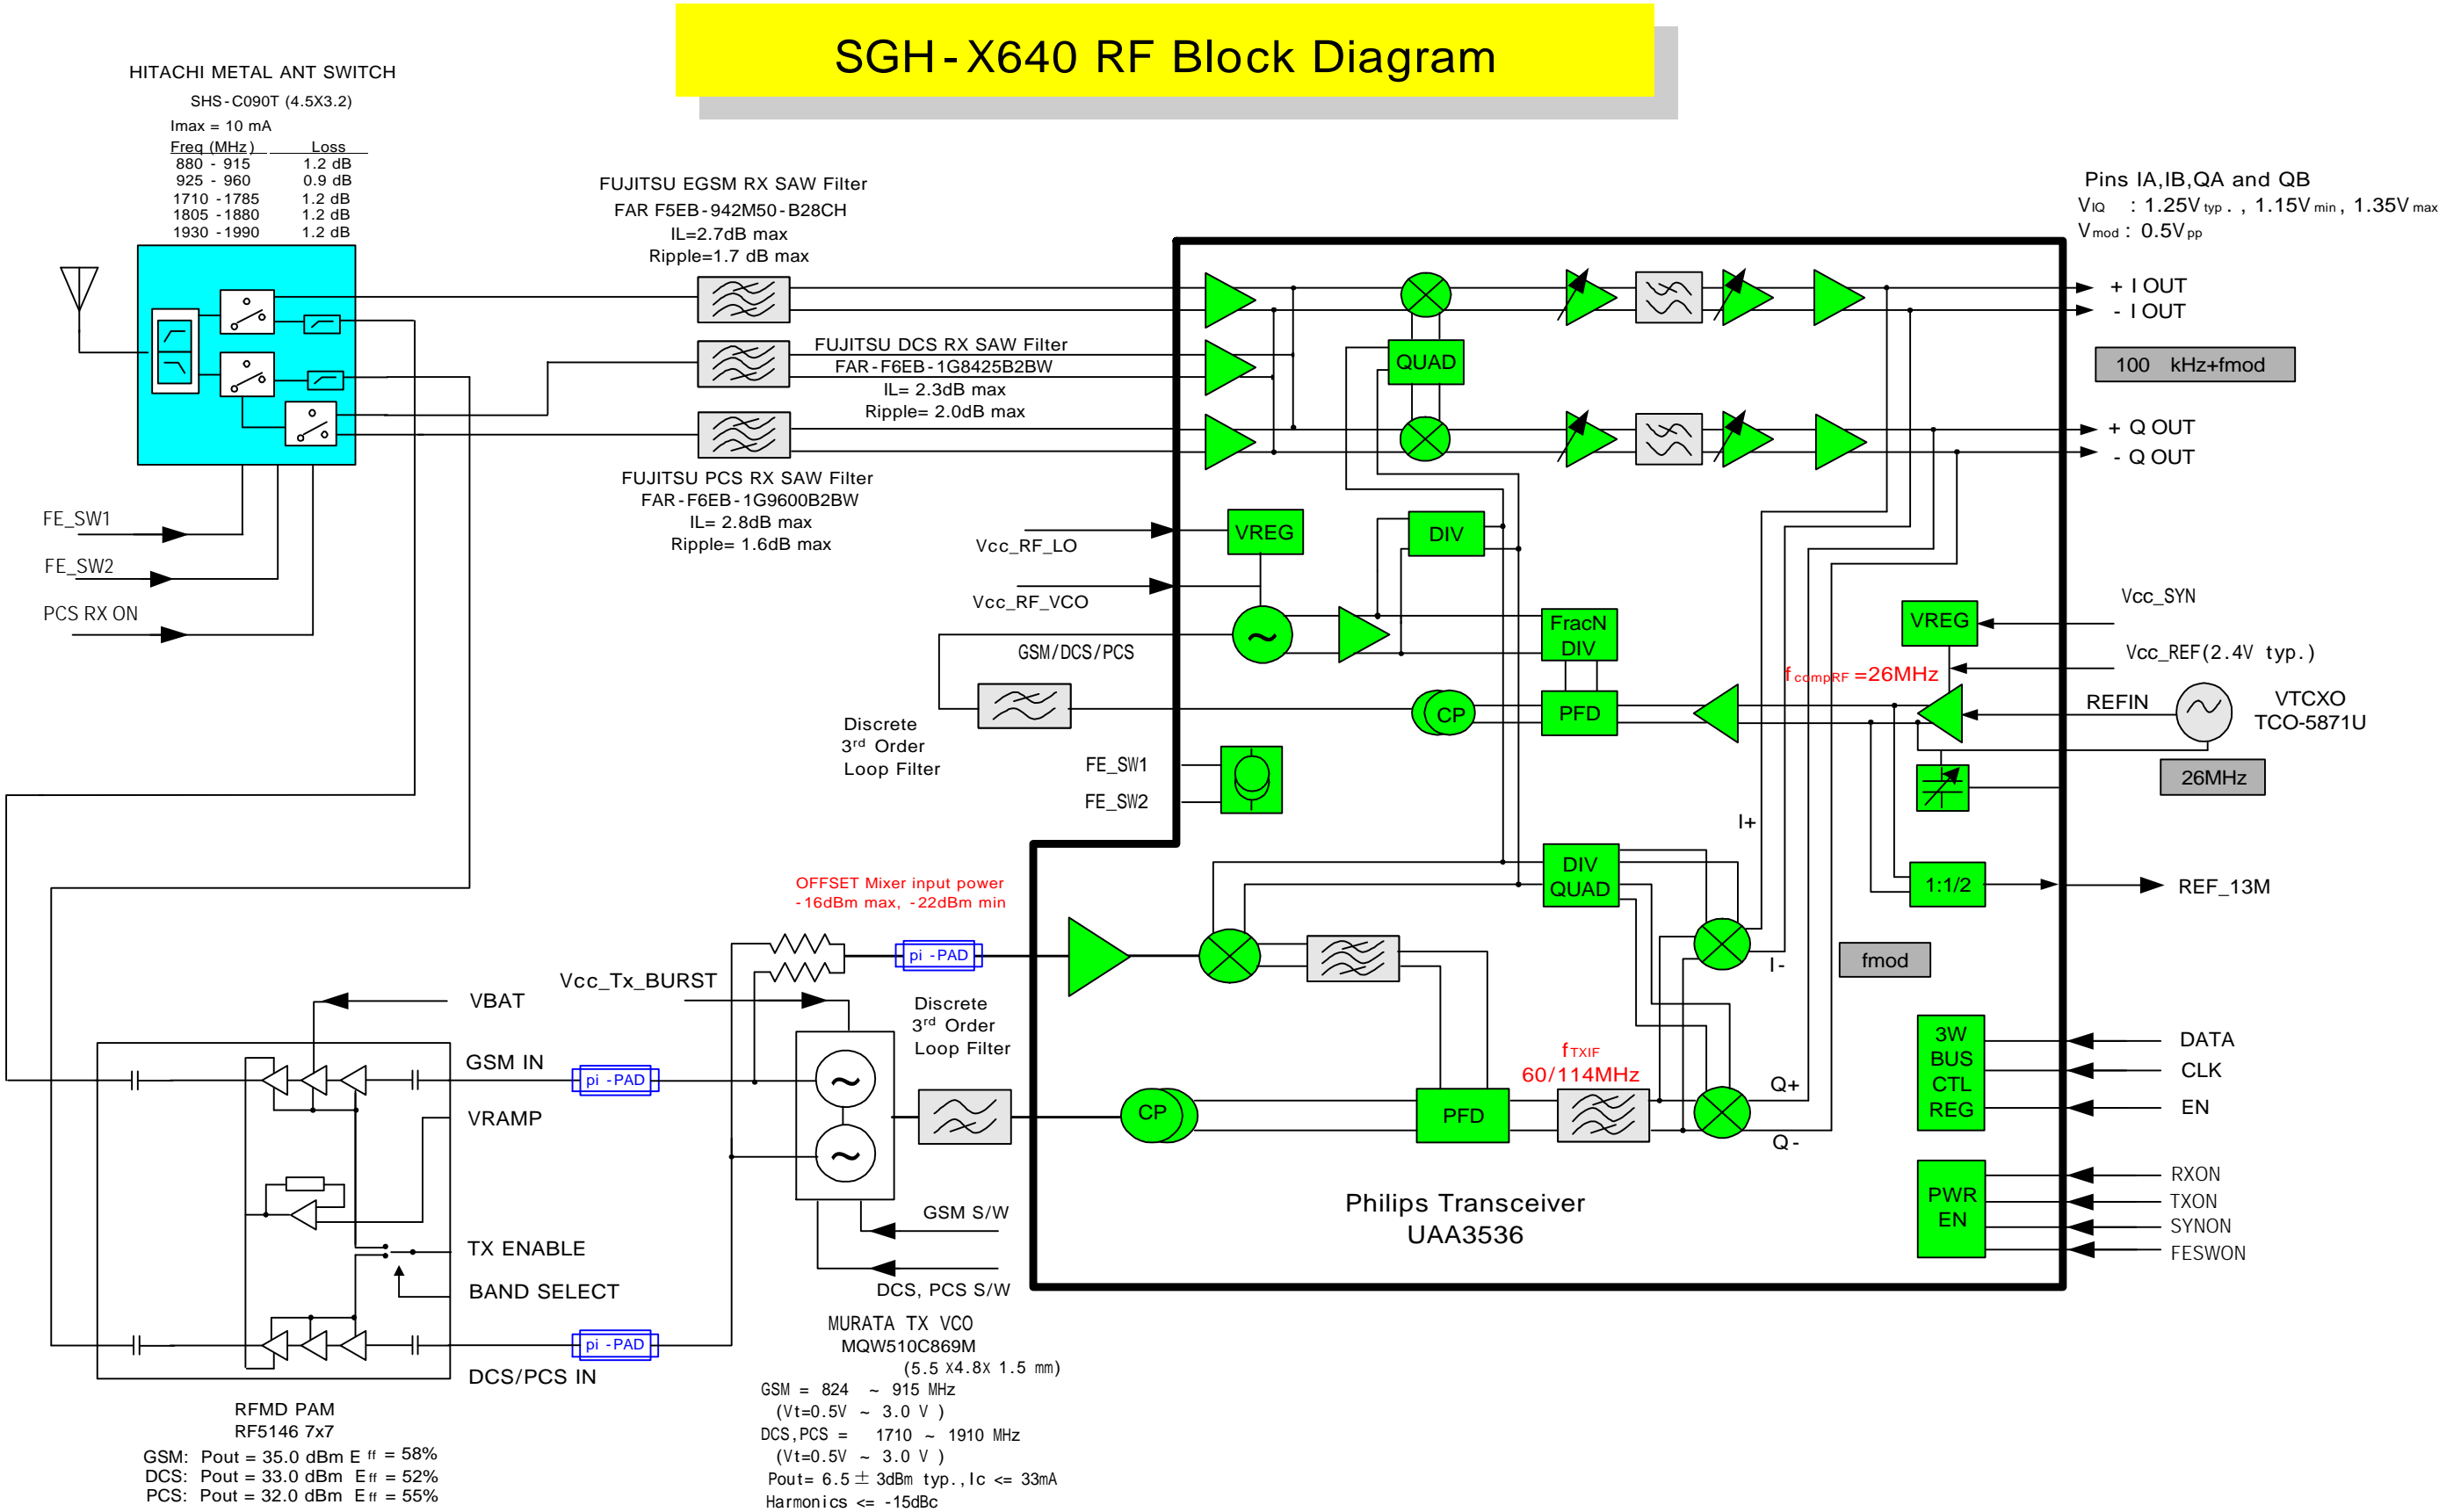 SGH-X640 RF Block Diagram
HITACHI METAL ANT SWITCH
SHS-C090T (4.5X3.2)
Imax = 10 mA
Freq (MHz) Loss
880 - 915 1.2 dB
925 - 960 0.9 dB
1710 -1785 1.2 dB
1805 -1880 1.2 dB
1930 -1990 1.2 dB
FUJITSU EGSM RX SAW Filter
FAR F5EB-942M50-B28CH
IL=2.7dB max
Ripple=1.7 dB max
Pins IA,IB,QA and QB
VIQ : 1.25V typ. , 1.15V min , 1.35V max
Vmod : 0.5Vpp
+ I OUT
- I OUT
FUJITSU DCS RX SAW Filter
FAR-F6EB-1G8425B2BW
IL= 2.3dB max
Ripple= 2.0dB max
QUAD
100 kHz+fmod
+ Q OUT
- Q OUT
FUJITSU PCS RX SAW Filter
FAR-F6EB-1G9600B2BW
IL= 2.8dB max
Ripple= 1.6dB max
FE_SW1
FE_SW2
PCS RX ON
Vcc_RF_LO
VREG
DIV
Vcc_RF_VCO
GSM/DCS/PCS
FracN
DIV
Vcc_SYN
VREG
Vcc_REF(2.4V typ.)
fcompRF =26MHz
CP
PFD
REFIN
VTCXO
TCO-5871U
26MHz
Discrete
3rd Order
Loop Filter
FE_SW1
FE_SW2
I+
DIV
QUAD
1:1/2
REF_13M
OFFSET Mixer input power
-16dBm max, -22dBm min
pi -PAD
I-
fmod
Vcc_Tx_BURST
VBAT
Discrete
3rd Order
Loop Filter
GSM IN
pi -PAD
fTXIF
60/114MHz
3W
BUS
CTL
REG
DATA
CLK
EN
Q+
CP
PFD
Q-
VRAMP
RXON
TXON
SYNON
FESWON
PWR
EN
Philips Transceiver
UAA3536
GSM S/W
TX ENABLE
BAND SELECT
DCS, PCS S/W
pi -PAD
DCS/PCS IN
MURATA TX VCO
MQW510C869M
(5.5 X4.8X 1.5 mm)
GSM = 824 ~ 915 MHz
(Vt=0.5V ~ 3.0 V )
DCS,PCS = 1710 ~ 1910 MHz
(Vt=0.5V ~ 3.0 V )
Pout= 6.5 ± 3dBm typ.,Ic <= 33mA
Harmonics <= -15dBc
RFMD PAM
RF5146 7x7
GSM: Pout = 35.0 dBm Eff = 58%
DCS: Pout = 33.0 dBm Eff = 52%
PCS: Pout = 32.0 dBm Eff = 55%